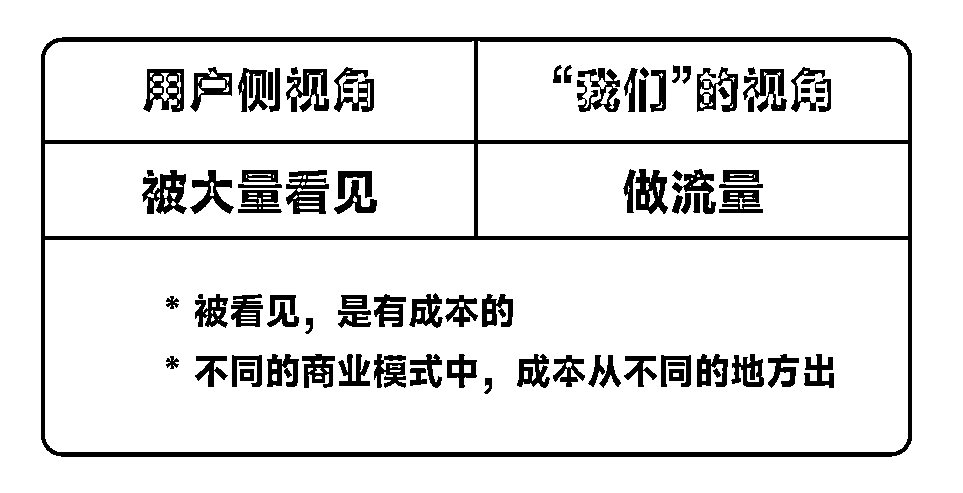 用户侧视角
“我们”的视角
被大量看见
做流量
* 被看见，是有成本的
* 不同的商业模式中，成本从不同的地方出